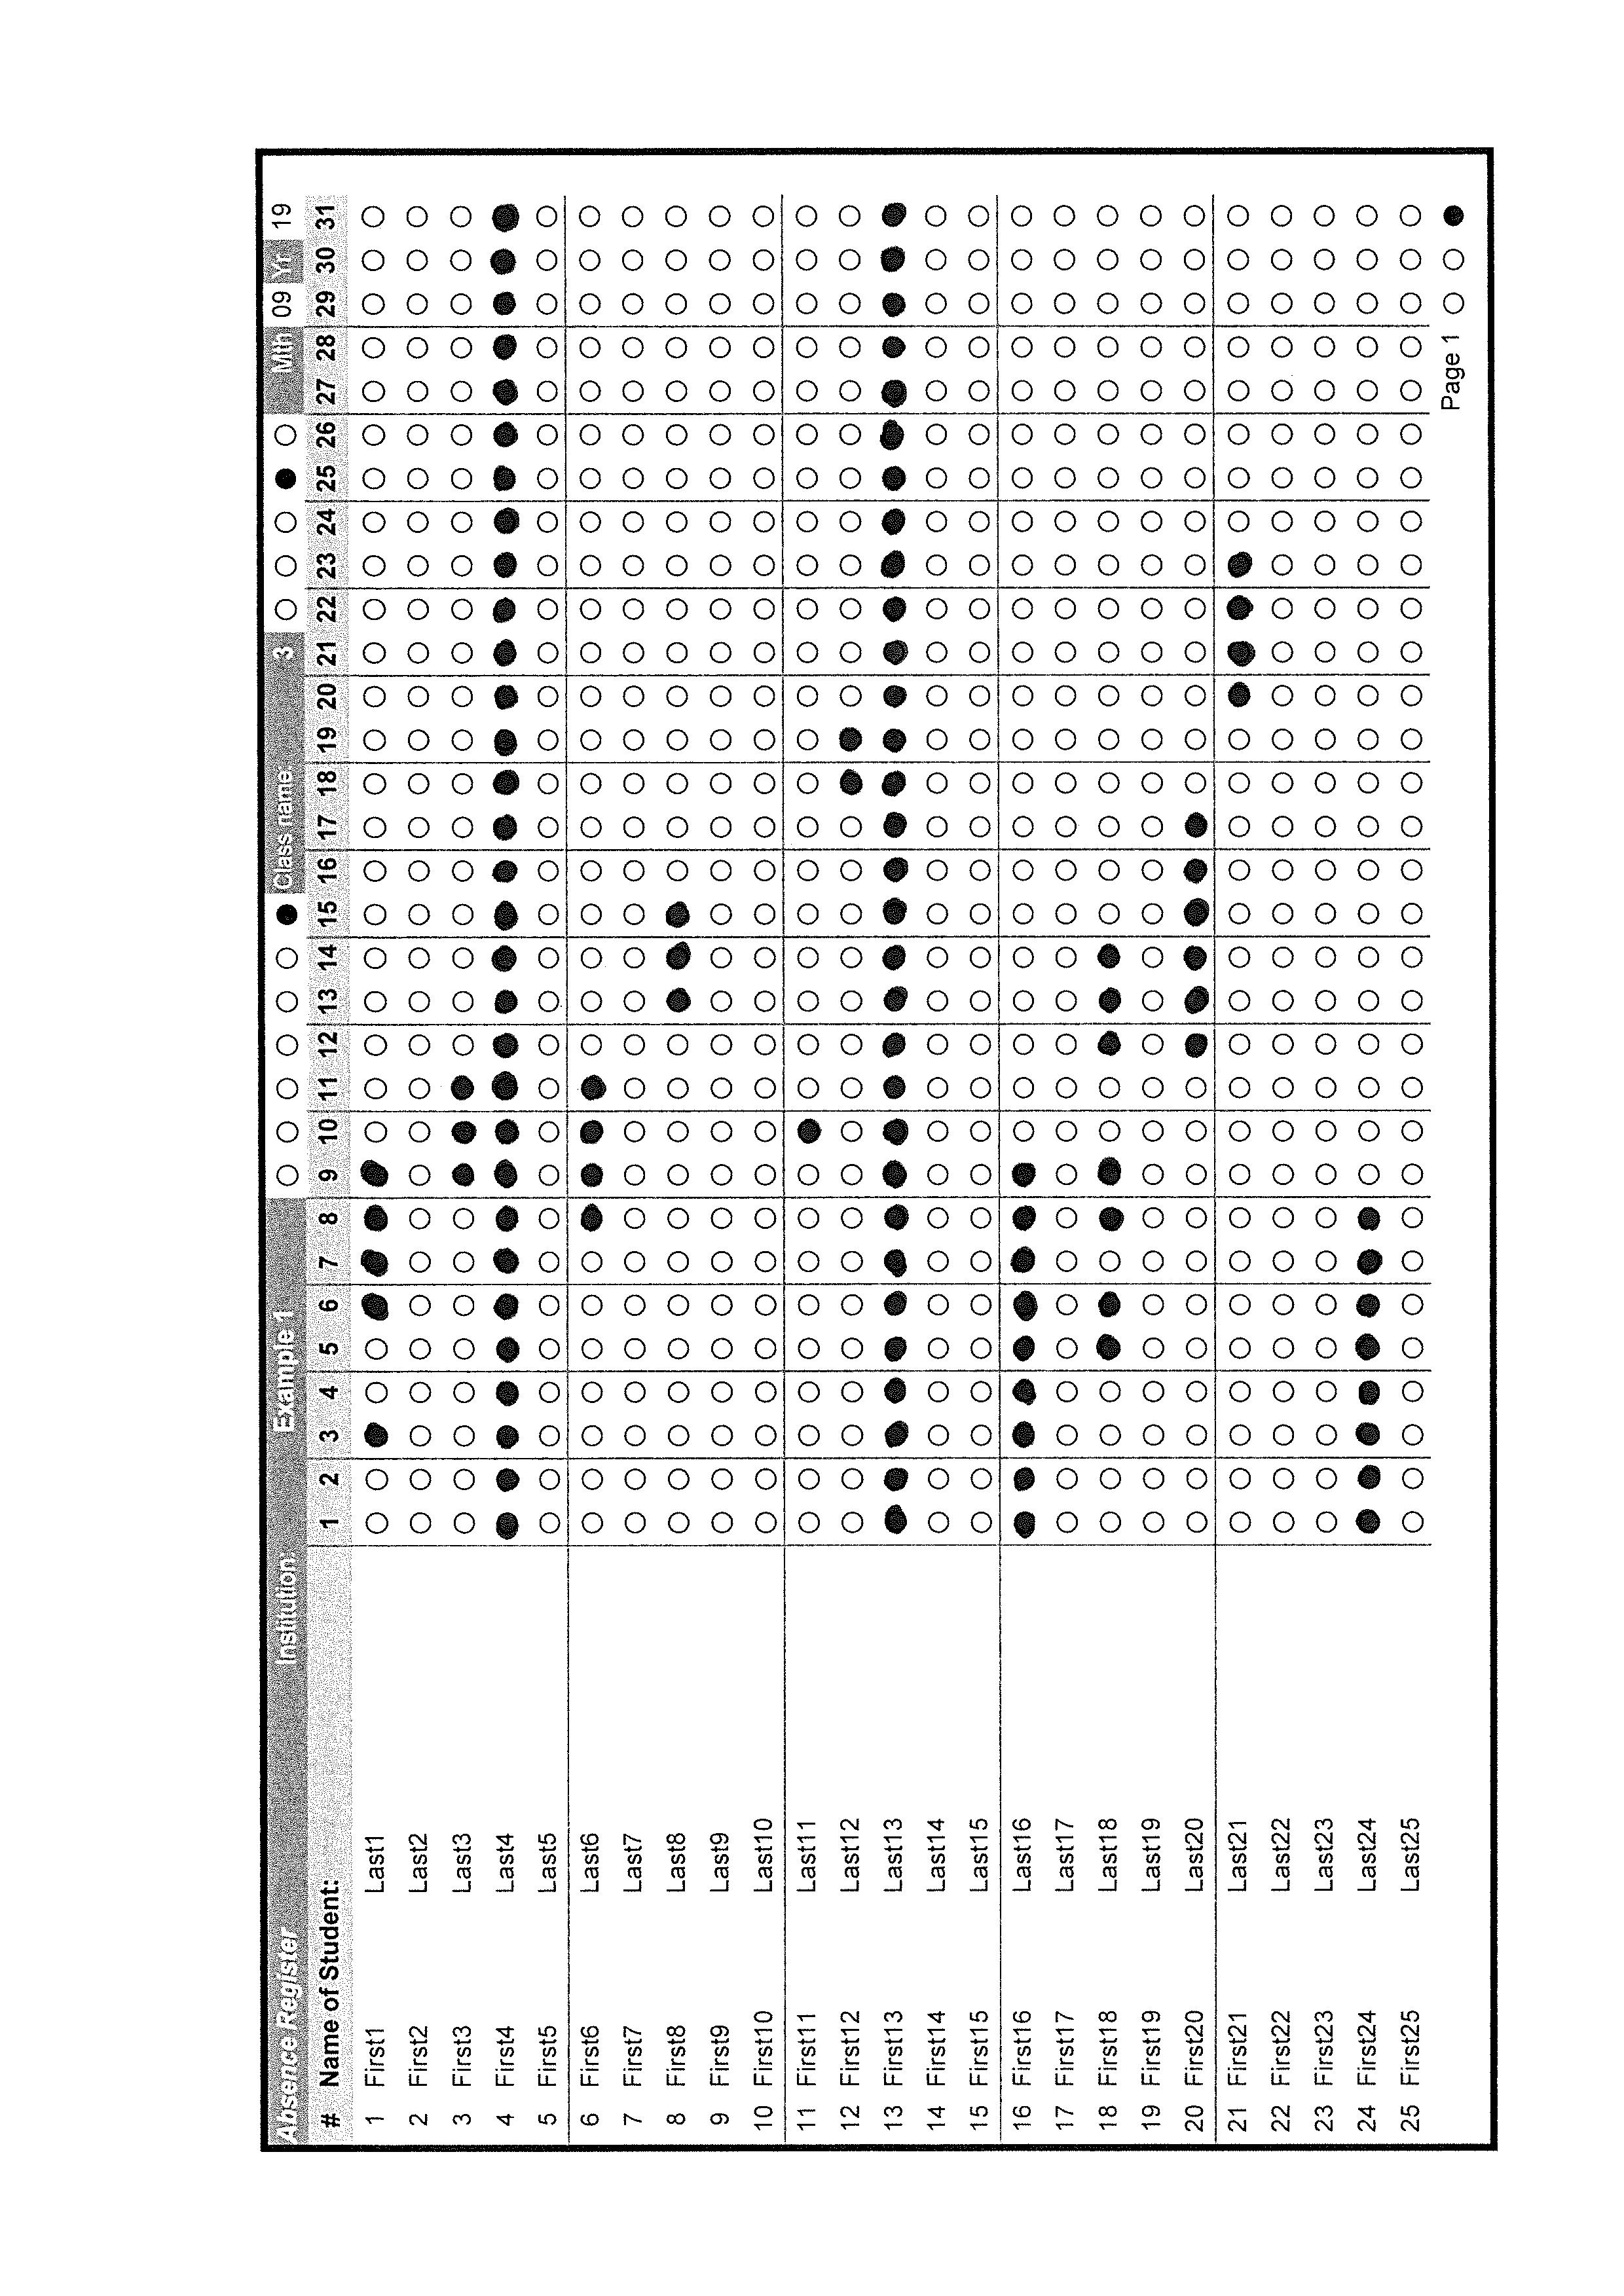 Absence Register Institution: Example 1 Class name: 3 Mth 09 Yr 19
# Name of Student: 1 2 3 4 5 6 7 8 9 10 11 12 13 14 15 16 17 18 19 20 21 22 23 24 25 26 27 28 29 30 31
1 First1 Last1
2 First2 Last2
3 First3 Last3
4 First4 Last4
5 First5 Last5
6 First6 Last6
7 First7 Last7
8 First8 Last8
9 First9 Last9
10 First10 Last10
11 First11 Last11
12 First12 Last12
13 First13 Last13
14 First14 Last14
15 First15 Last15
16 First16 Last16
17 First17 Last17
18 First18 Last18
19 First19 Last19
20 First20 Last20
21 First21 Last21
22 First22 Last22
23 First23 Last23
24 First24 Last24
25 First25 Last25
Page 1